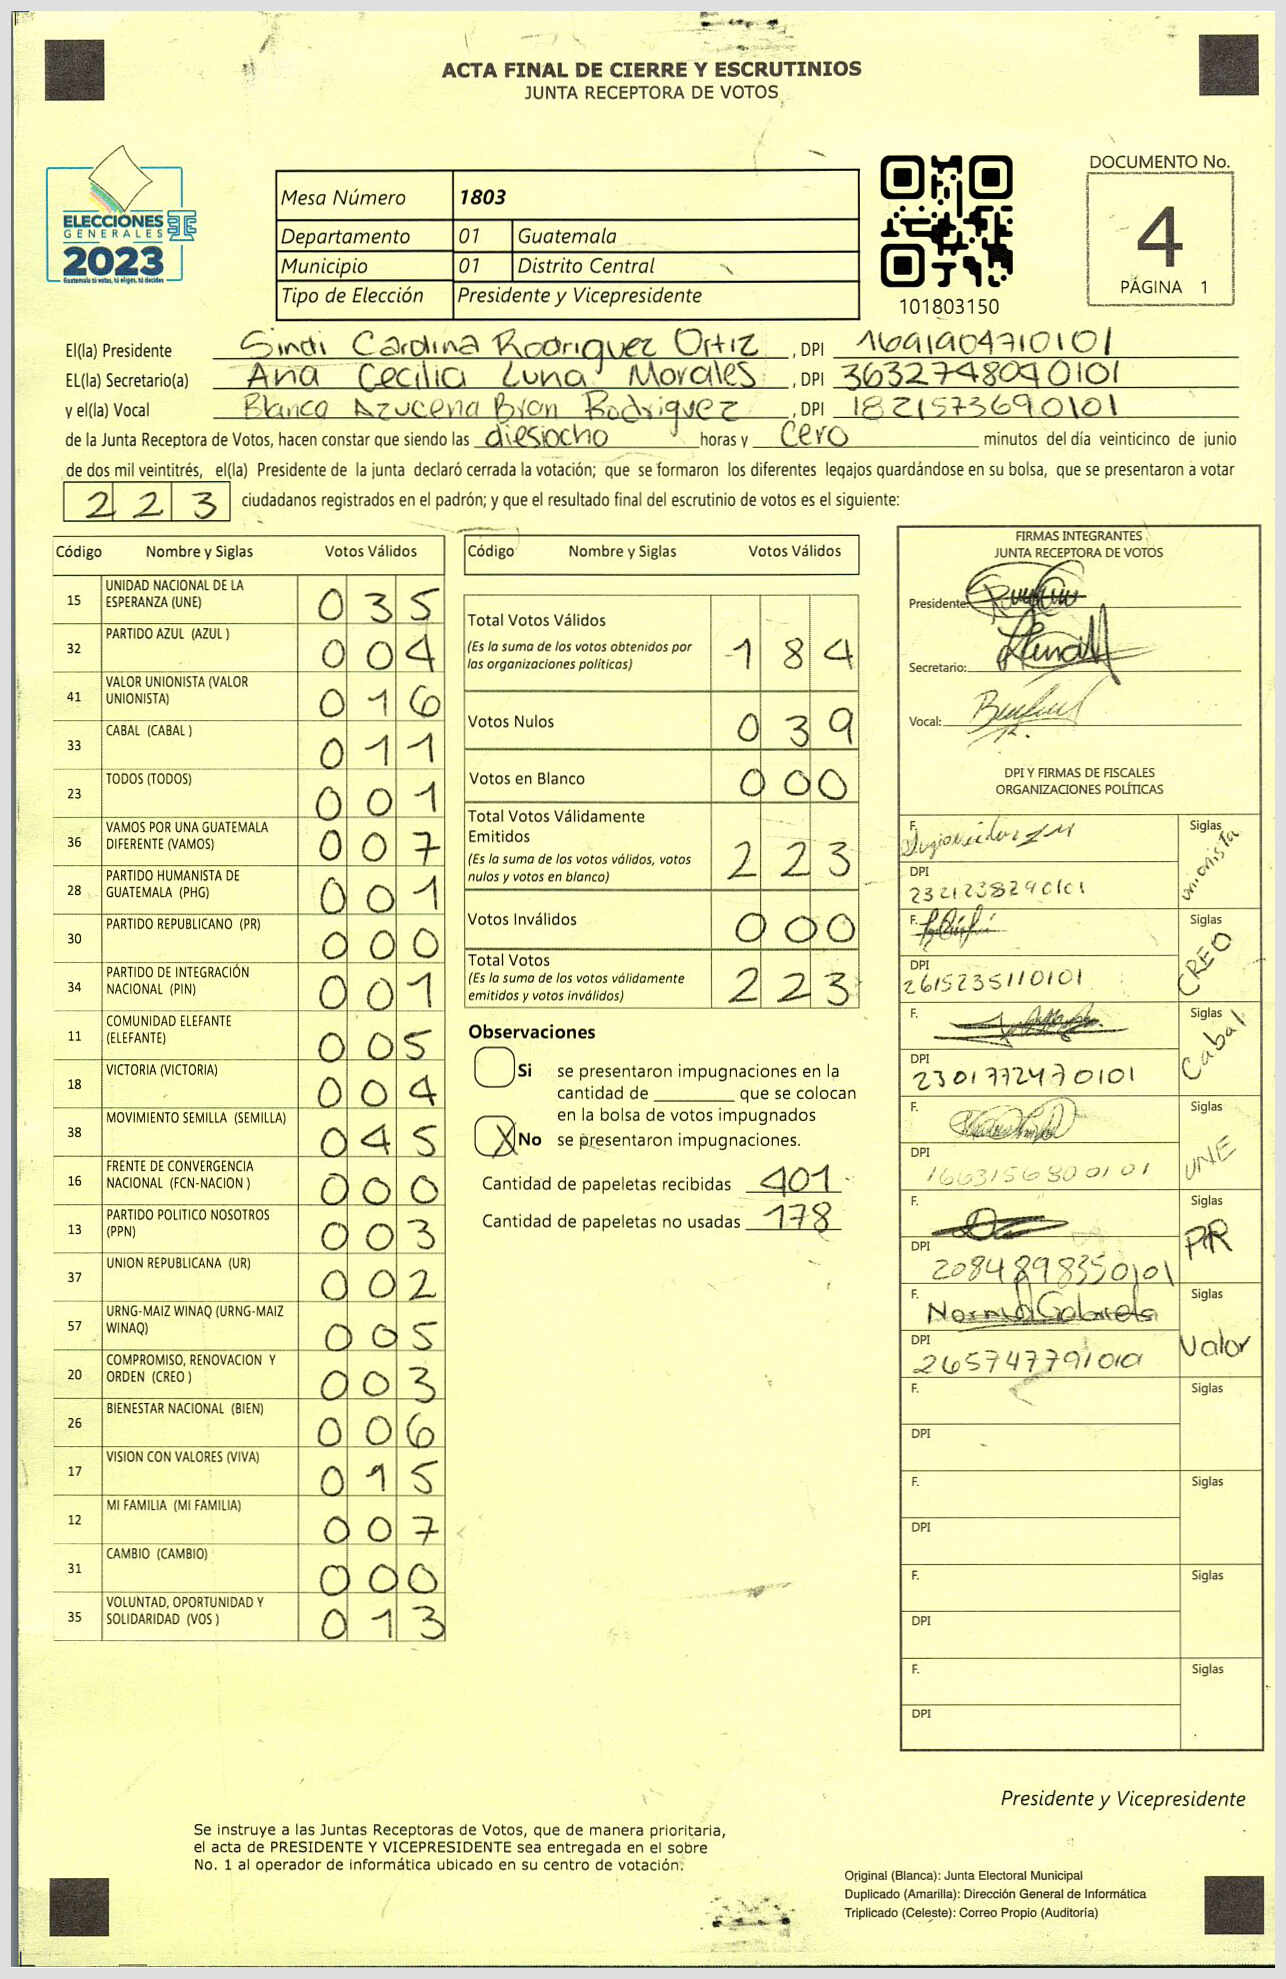 ACTA FINAL DE CIERRE Y ESCRUTINIOS
JUNTA RECEPTORA DE VOTOS
ELECCIONES
GENERALES
2023
Guatemala tú votas, tú eliges, tú decides
Mesa Número 1803
Departamento 01 Guatemala
Municipio 01 Distrito Central
Tipo de Elección Presidente y Vicepresidente
101803150
DOCUMENTO No.
4
PÁGINA 1
El(la) Presidente Sindi Carolina Rodriguez Ortiz, DPI 1691904710101
EL(la) Secretario(a) Ana Cecilia Luna Morales, DPI 3632748040101
y el(la) Vocal Blanca Azucena Bran Rodriguez, DPI 1821573690101
de la Junta Receptora de Votos, hacen constar que siendo las diesiocho horas y cero minutos del día veinticinco de junio
de dos mil veintitrés, el(la) Presidente de la junta declaró cerrada la votación; que se formaron los diferentes legajos guardándose en su bolsa, que se presentaron a votar
223 ciudadanos registrados en el padrón; y que el resultado final del escrutinio de votos es el siguiente:
Código Nombre y Siglas Votos Válidos
15 UNIDAD NACIONAL DE LA ESPERANZA (UNE) 035
32 PARTIDO AZUL (AZUL ) 004
41 VALOR UNIONISTA (VALOR UNIONISTA) 016
33 CABAL (CABAL ) 011
23 TODOS (TODOS) 001
36 VAMOS POR UNA GUATEMALA DIFERENTE (VAMOS) 007
28 PARTIDO HUMANISTA DE GUATEMALA (PHG) 001
30 PARTIDO REPUBLICANO (PR) 000
34 PARTIDO DE INTEGRACIÓN NACIONAL (PIN) 001
11 COMUNIDAD ELEFANTE (ELEFANTE) 005
18 VICTORIA (VICTORIA) 004
38 MOVIMIENTO SEMILLA (SEMILLA) 045
16 FRENTE DE CONVERGENCIA NACIONAL (FCN-NACION ) 000
13 PARTIDO POLITICO NOSOTROS (PPN) 003
37 UNION REPUBLICANA (UR) 002
57 URNG-MAIZ WINAQ (URNG-MAIZ WINAQ) 005
20 COMPROMISO, RENOVACION Y ORDEN (CREO ) 003
26 BIENESTAR NACIONAL (BIEN) 006
17 VISION CON VALORES (VIVA) 015
12 MI FAMILIA (MI FAMILIA) 007
31 CAMBIO (CAMBIO) 000
35 VOLUNTAD, OPORTUNIDAD Y SOLIDARIDAD (VOS ) 013
Código Nombre y Siglas Votos Válidos
Total Votos Válidos 184
(Es la suma de los votos obtenidos por
las organizaciones políticas)
Votos Nulos 039
Votos en Blanco 000
Total Votos Válidamente
Emitidos 223
(Es la suma de los votos válidos, votos
nulos y votos en blanco)
Votos Inválidos 000
Total Votos 223
(Es la suma de los votos válidamente
emitidos y votos inválidos)
Observaciones
Si se presentaron impugnaciones en la
cantidad de ________ que se colocan
en la bolsa de votos impugnados
X No se presentaron impugnaciones.
Cantidad de papeletas recibidas 401
Cantidad de papeletas no usadas 178
FIRMAS INTEGRANTES
JUNTA RECEPTORA DE VOTOS
Presidente:
Secretario:
Vocal:
DPI Y FIRMAS DE FISCALES
ORGANIZACIONES POLÍTICAS
F. Siglas Unionista
DPI 2321238290101
F. Siglas CREO
DPI 2615235110101
F. Siglas Cabal
DPI 2301772470101
F. Siglas UNE
DPI 1663156800101
F. Siglas PR
DPI 2084898350101
F. Norma Gabriela Siglas Valor
DPI
F. Siglas
DPI
F. Siglas
DPI
F. Siglas
DPI
F. Siglas
DPI
Presidente y Vicepresidente
Se instruye a las Juntas Receptoras de Votos, que de manera prioritaria,
el acta de PRESIDENTE Y VICEPRESIDENTE sea entregada en el sobre
No. 1 al operador de informática ubicado en su centro de votación.
Original (Blanca): Junta Electoral Municipal
Duplicado (Amarilla): Dirección General de Informática
Triplicado (Celeste): Correo Propio (Auditoría)